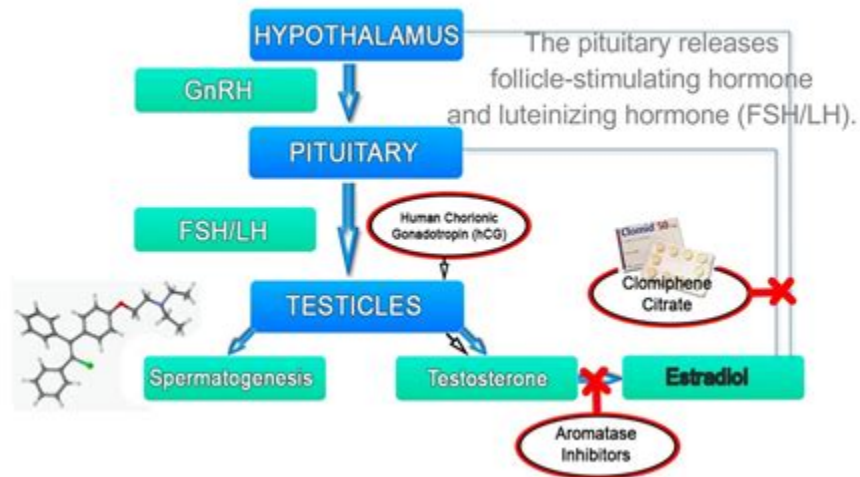 HYPOTHALAMUS
The pituitary releases
follicle-stimulating hormone
and luteinizing hormone (FSH/LH).
GnRH
PITUITARY
FSH/LH
Human Chorionic
Gonadotropin (hCG)
Clomid 50
Clomiphene
Citrate
TESTICLES
Spermatogenesis
Testosterone
Estradiol
Aromatase
Inhibitors